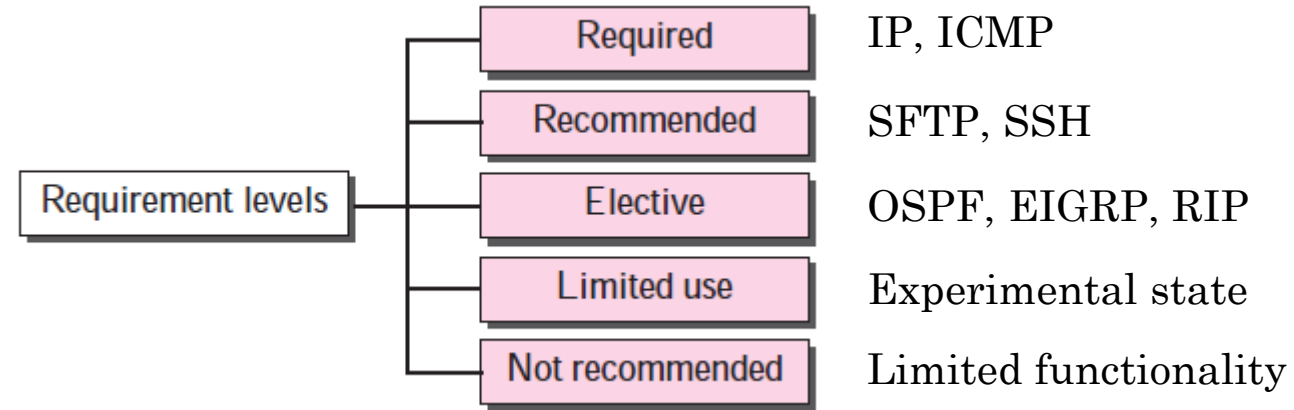 Required IP, ICMP
Recommended SFTP, SSH
Requirement levels Elective OSPF, EIGRP, RIP
Limited use Experimental state
Not recommended Limited functionality